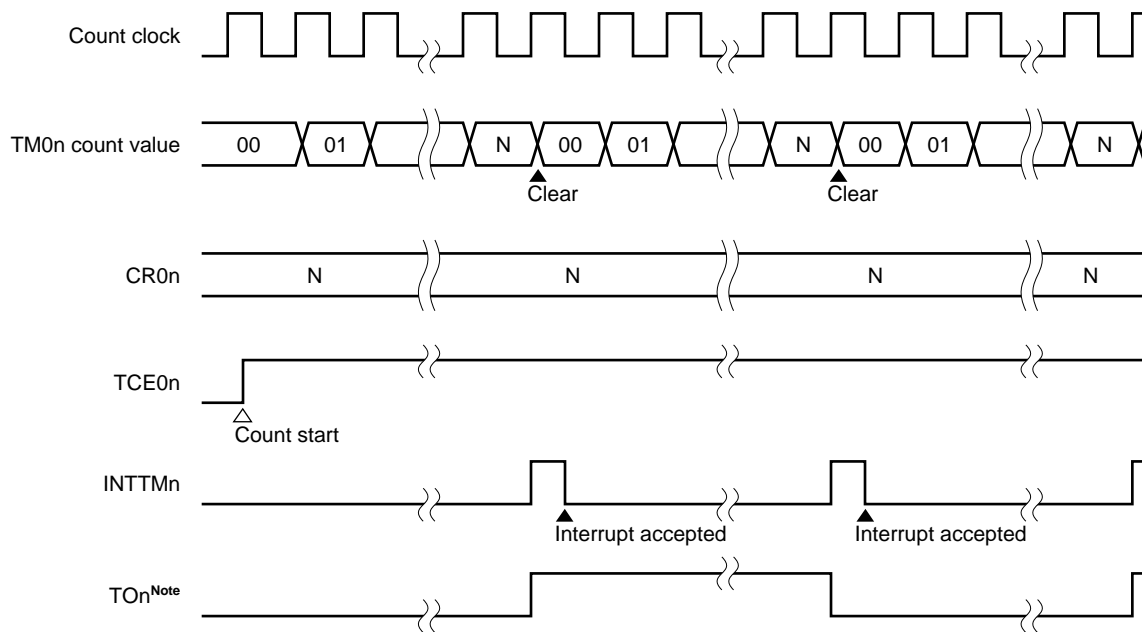 Count clock
TM0n count value 00 01 N 00 01 N 00 01 N
Clear Clear
CR0n N N N N
TCE0n
Count start
INTTMn
Interrupt accepted Interrupt accepted
TOnNote